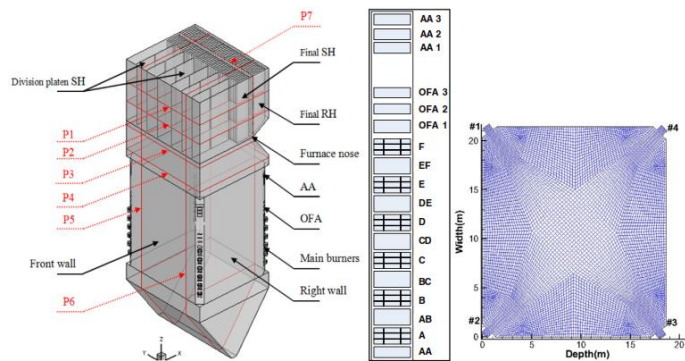 P7
Final SH
Division platen SH
Final RH
P1
P2
Furnace nose
P3
P4
AA
P5
OFA
Front wall
Main burners
P6
Right wall
Z
Y
X
AA 3
AA 2
AA 1
OFA 3
OFA 2
OFA 1
F
EF
E
DE
D
CD
C
BC
B
AB
A
AA
#1
#4
20
15
Width(m)
10
5
#2
#3
0
0
5
10
15
20
Depth(m)